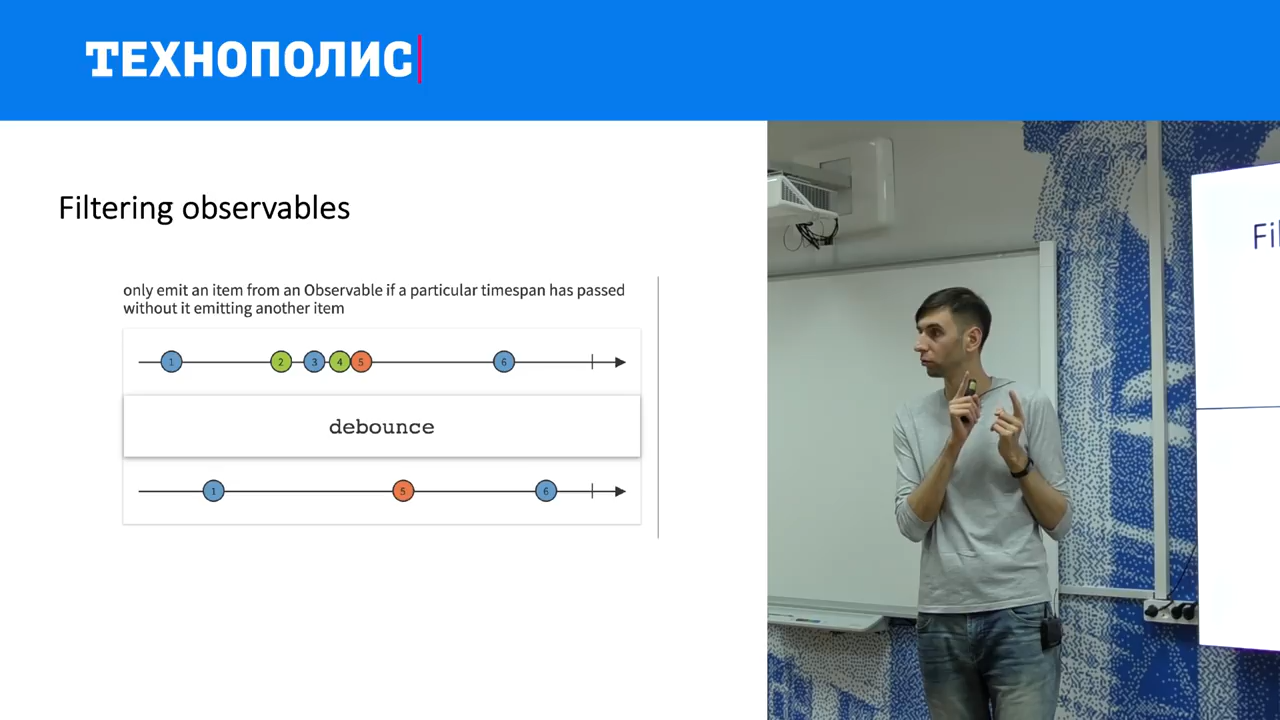 ТЕХНОПОЛИС
Filtering observables
only emit an item from an Observable if a particular timespan has passed
without it emitting another item
1 2 3 4 5 6
debounce
1 5 6
Fil